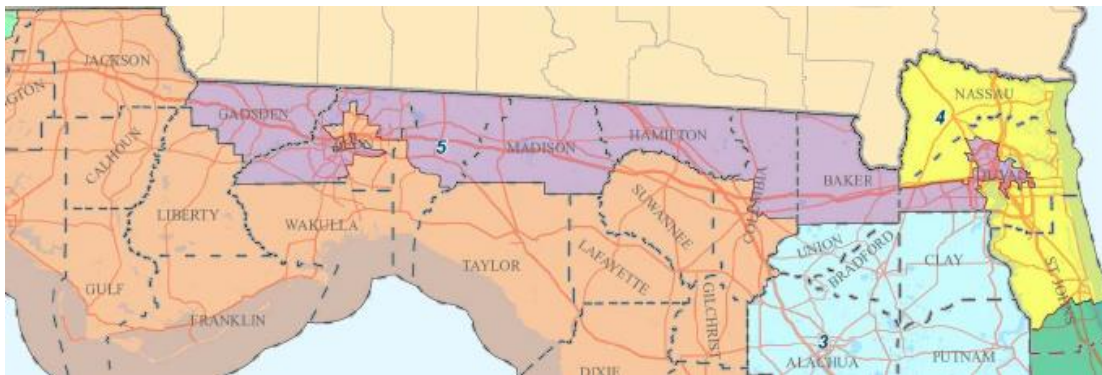 JACKSON
NGTON
GADSDEN
CALHOUN
LIBERTY
WAKULLA
GULF
FRANKLIN
5
MADISON
HAMILTON
TAYLOR
LAFAYETTE
SUWANNEE
GILCHRIST
DIXIE
COLUMBIA
BAKER
NASSAU
4
DUVAL
UNION
BRADFORD
CLAY
ST JOHNS
3
ALACHUA
PUTNAM